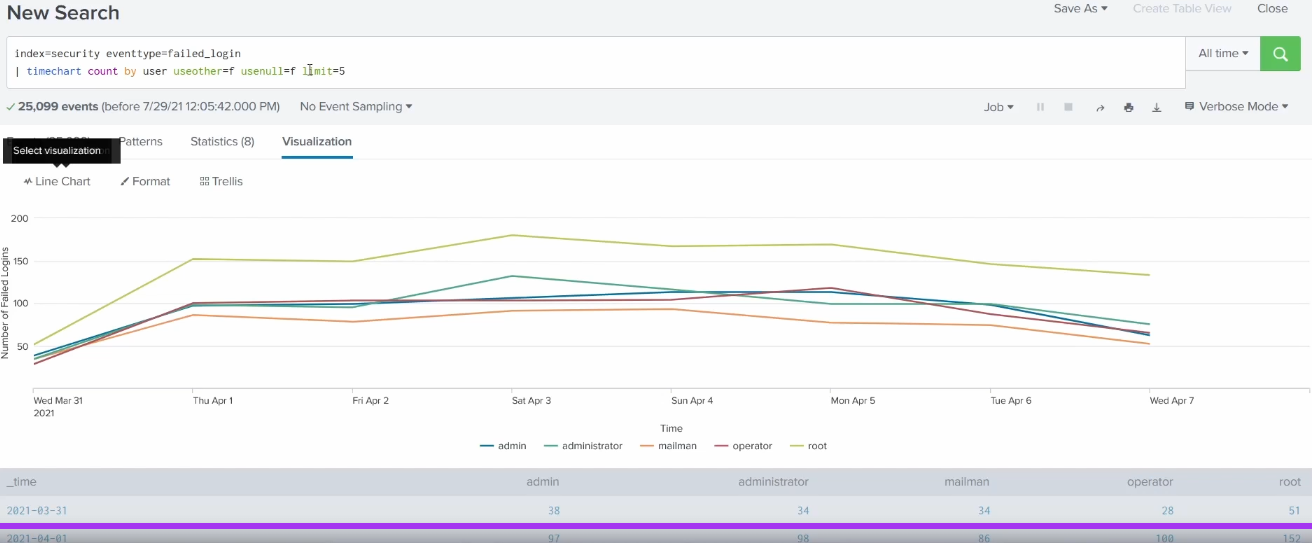 New Search
Save As ▾ Create Table View Close
index=security eventtype=failed_login
| timechart count by user useother=f usenull=f limit=5
All time ▾
✓ 25,099 events (before 7/29/21 12:05:42.000 PM) No Event Sampling ▾
Job ▾ Verbose Mode ▾
Patterns Statistics (8) Visualization
Select visualization
Line Chart Format Trellis
200
150
100
50
Number of Failed Logins
Wed Mar 31 Thu Apr 1 Fri Apr 2 Sat Apr 3 Sun Apr 4 Mon Apr 5 Tue Apr 6 Wed Apr 7
2021
Time
admin administrator mailman operator root
_time admin administrator mailman operator root
2021-03-31 38 34 34 28 51
2021-04-01 97 98 86 100 152